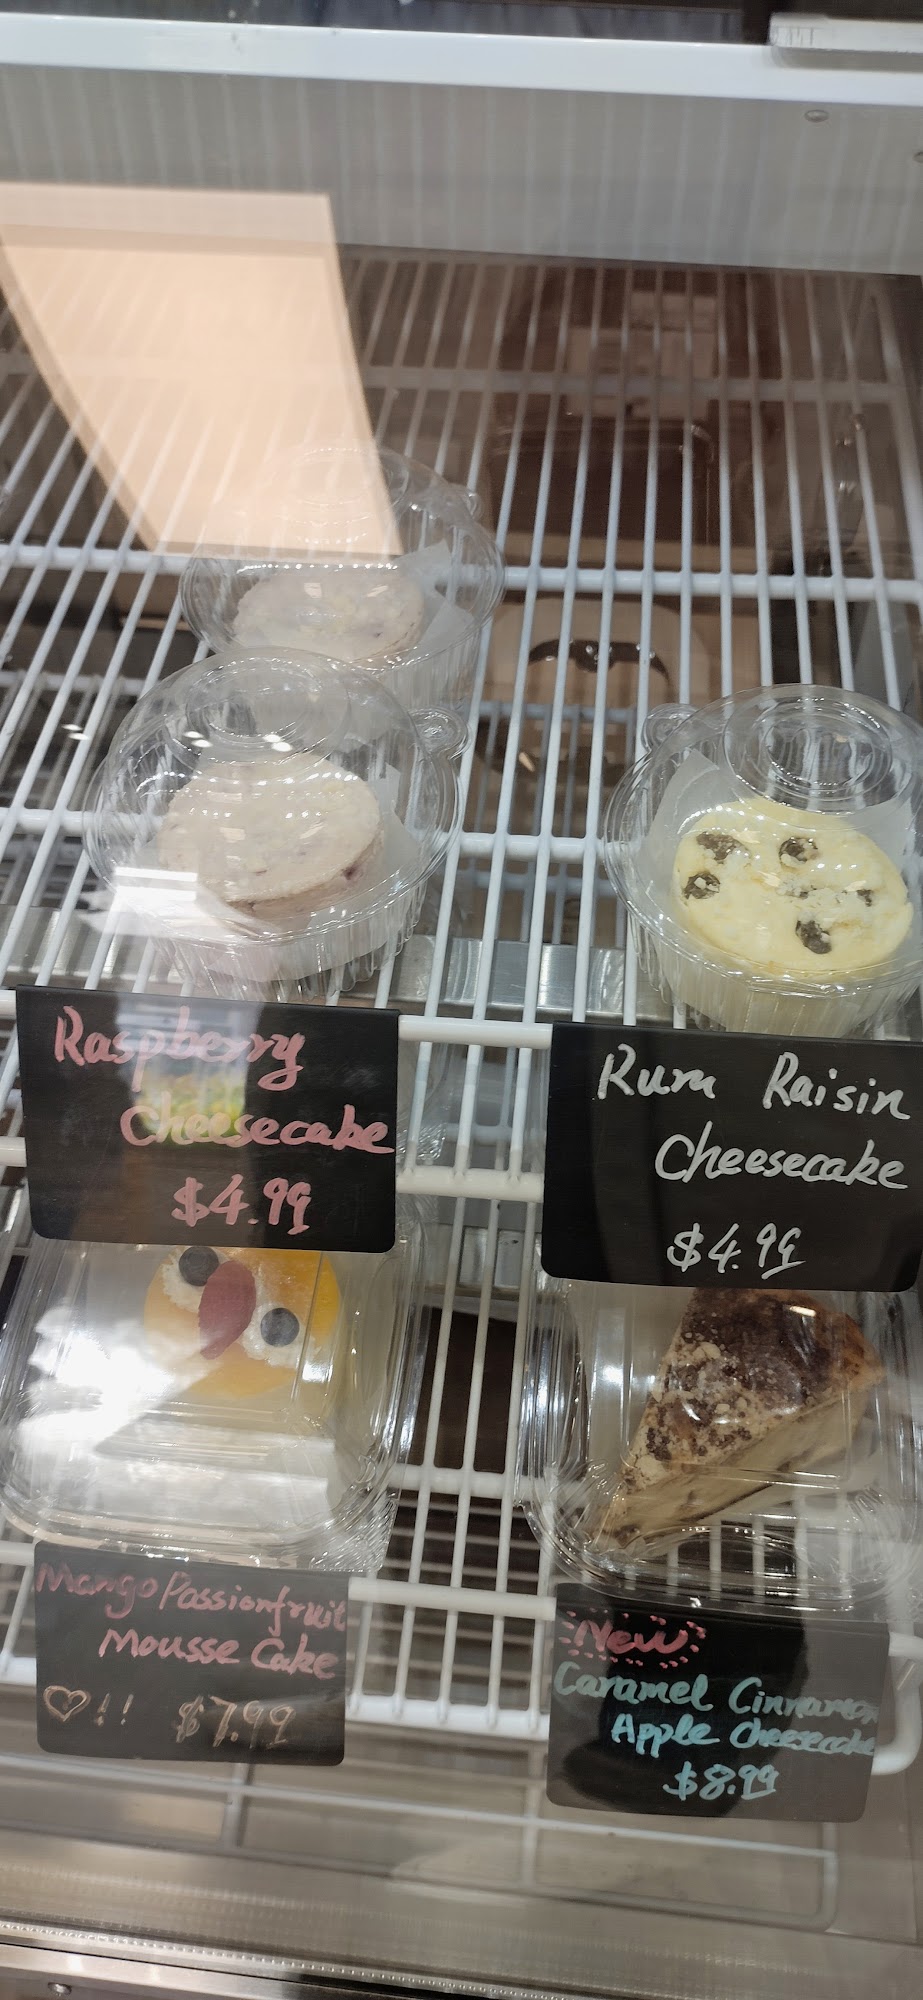 Raspberry
Cheesecake
$4.99
Rum Raisin
Cheesecake
$4.99
Mango Passionfruit
Mousse Cake
♡!! $7.99
New
Caramel Cinnamon
Apple Cheesecake
$8.99